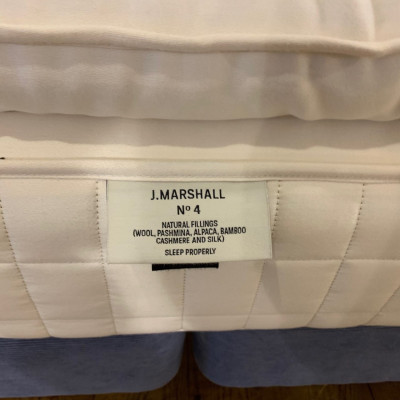 J.MARSHALL
Nº 4
NATURAL FILLINGS
(WOOL, PASHMINA, ALPACA, BAMBOO
CASHMERE AND SILK)
SLEEP PROPERLY